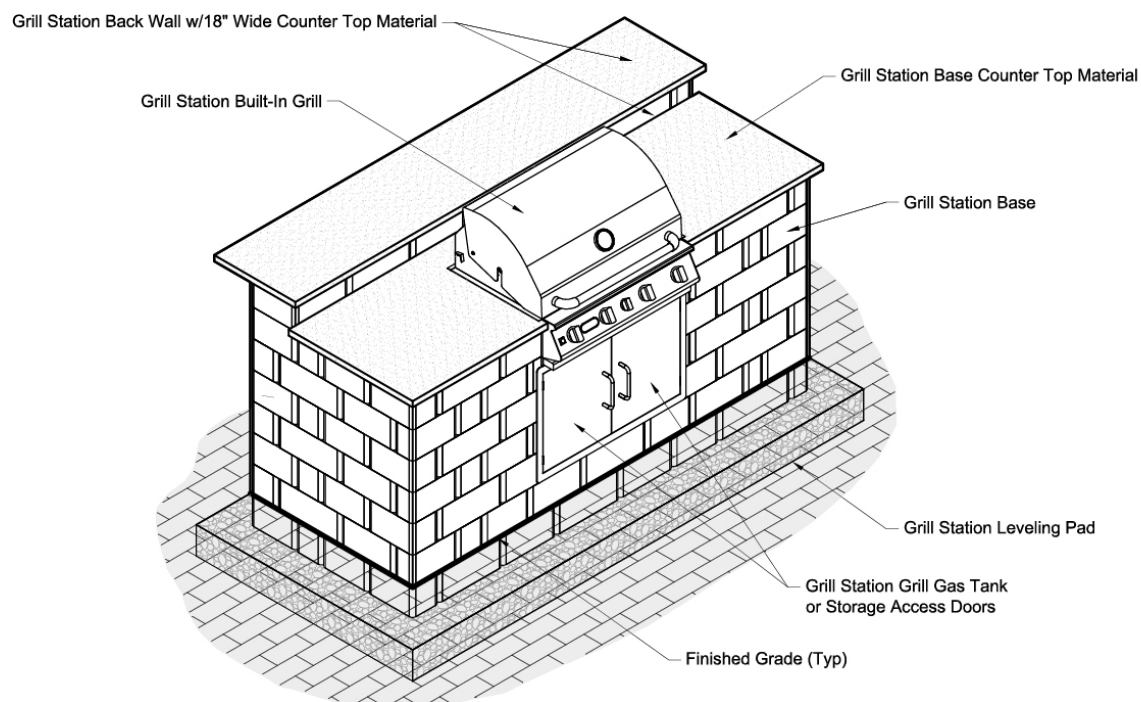 Grill Station Back Wall w/18" Wide Counter Top Material
Grill Station Base Counter Top Material
Grill Station Built-In Grill
Grill Station Base
Grill Station Leveling Pad
Grill Station Grill Gas Tank
or Storage Access Doors
Finished Grade (Typ)